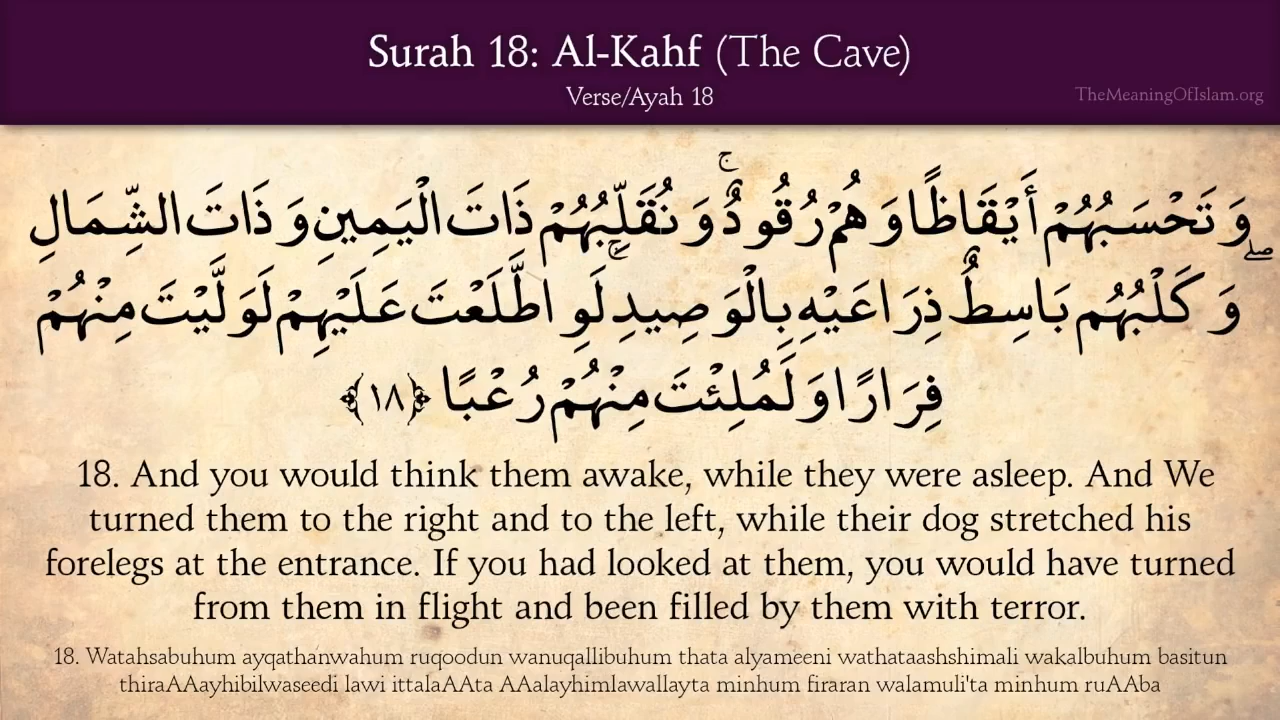 Surah 18: Al-Kahf (The Cave)
Verse/Ayah 18
TheMeaningOfIslam.org
وَتَحْسَبُهُمْ أَيْقَاظًا وَهُمْ رُقُودٌ ۚ وَنُقَلِّبُهُمْ ذَاتَ الْيَمِينِ وَذَاتَ الشِّمَالِ ۖ
وَكَلْبُهُم بَاسِطٌ ذِرَاعَيْهِ بِالْوَصِيدِ ۚ لَوِ اطَّلَعْتَ عَلَيْهِمْ لَوَلَّيْتَ مِنْهُمْ
فِرَارًا وَلَمُلِئْتَ مِنْهُمْ رُعْبًا ﴿١٨﴾
18. And you would think them awake, while they were asleep. And We
turned them to the right and to the left, while their dog stretched his
forelegs at the entrance. If you had looked at them, you would have turned
from them in flight and been filled by them with terror.
18. Watahsabuhum ayqathanwahum ruqoodun wanuqallibuhum thata alyameeni wathataashshimali wakalbuhum basitun
thiraAAayhibilwaseedi lawi ittalaAAta AAalayhimlawallayta minhum firaran walamuli'ta minhum ruAAba